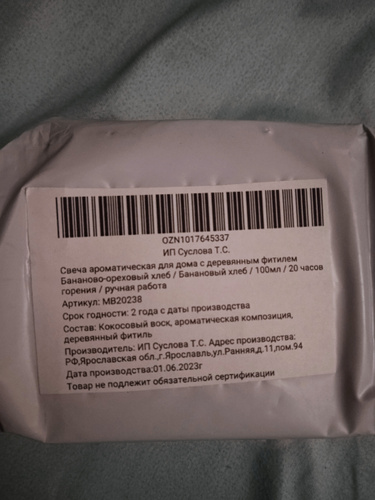 OZN1017645337
ИП Суслова Т.С.
Свеча ароматическая для дома с деревянным фитилем
Бананово-ореховый хлеб / Банановый хлеб / 100мл / 20 часов
горения / ручная работа
Артикул: MB20238
Срок годности: 2 года с даты производства
Состав: Кокосовый воск, ароматическая композиция,
деревянный фитиль
Производитель: ИП Суслова Т.С. Адрес производства:
РФ,Ярославская обл.,г.Ярославль,ул.Ранняя,д.11,пом.94
Дата производства:01.06.2023г
Товар не подлежит обязательной сертификации